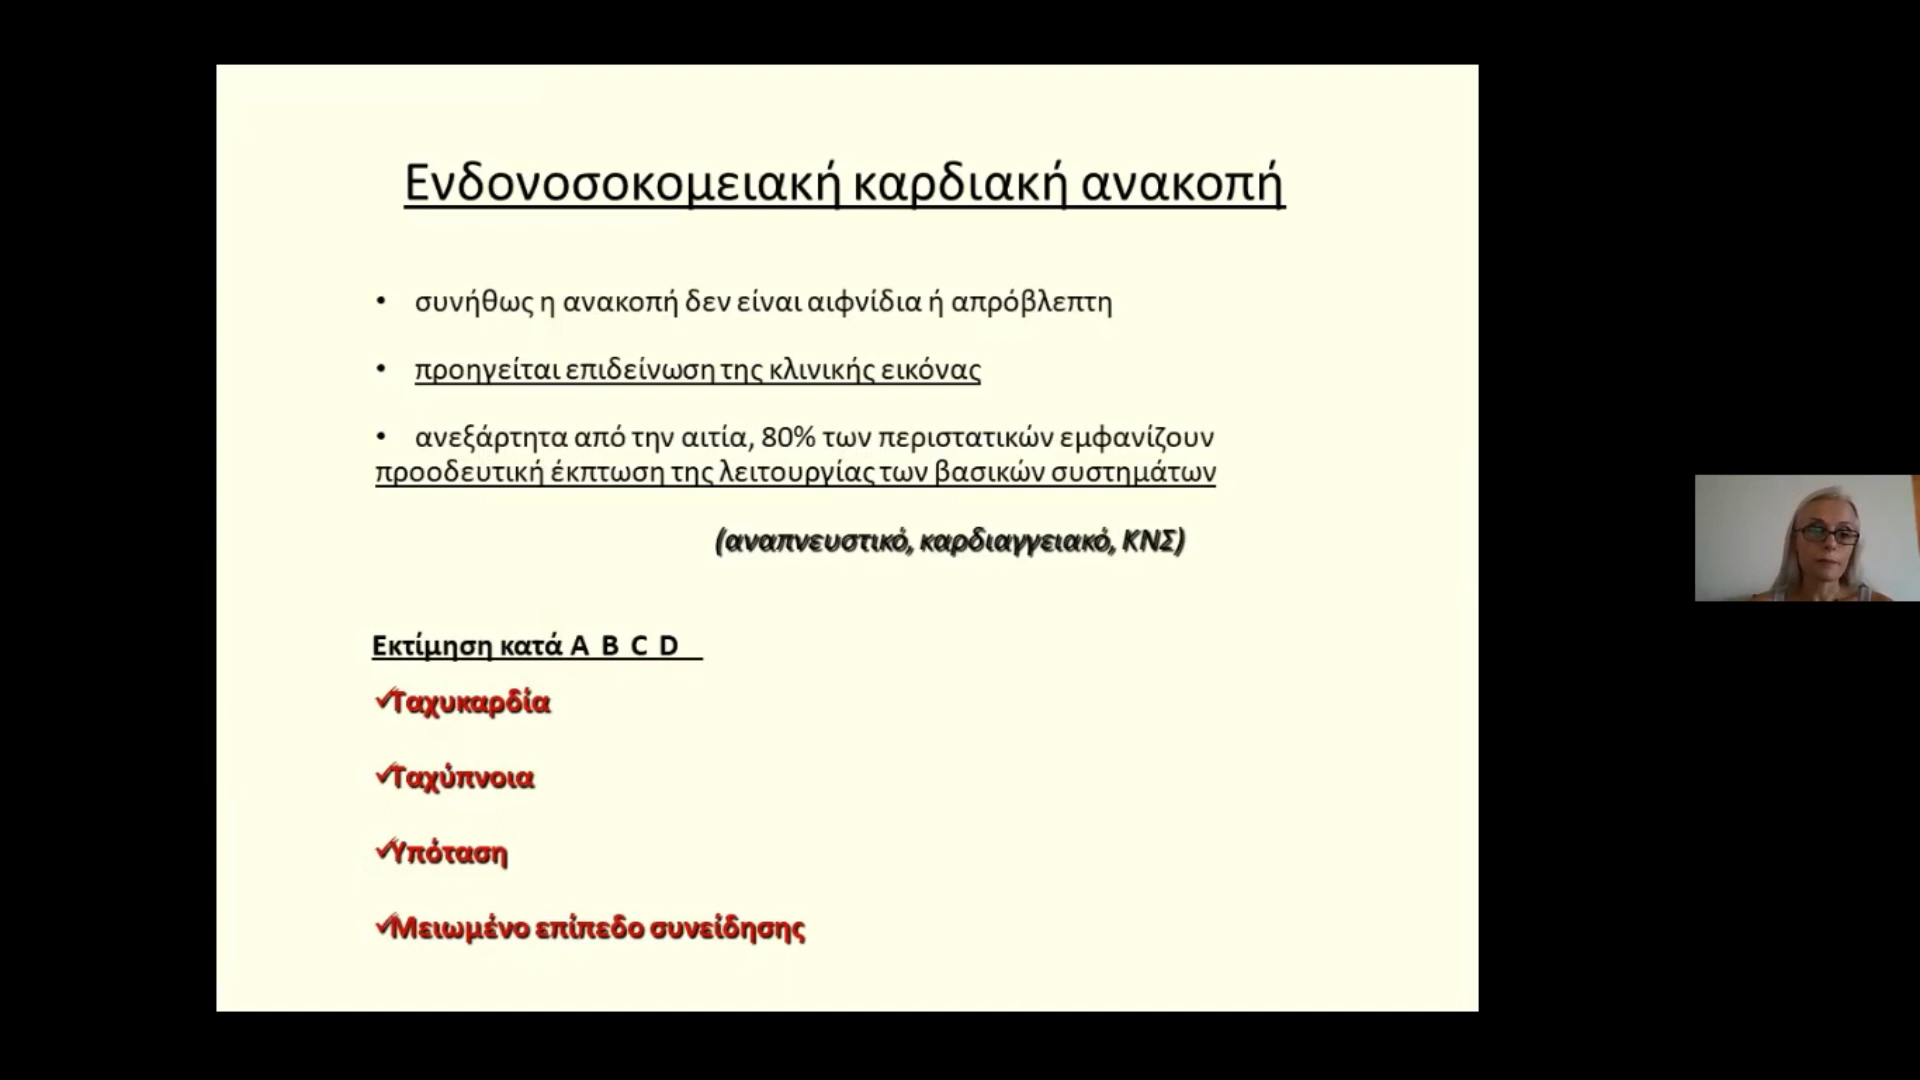 Ενδονοσοκομειακή καρδιακή ανακοπή
• συνήθως η ανακοπή δεν είναι αιφνίδια ή απρόβλεπτη
• προηγείται επιδείνωση της κλινικής εικόνας
• ανεξάρτητα από την αιτία, 80% των περιστατικών εμφανίζουν
προοδευτική έκπτωση της λειτουργίας των βασικών συστημάτων
(αναπνευστικό, καρδιαγγειακό, ΚΝΣ)
Εκτίμηση κατά A B C D
✓Ταχυκαρδία
✓Ταχύπνοια
✓Υπόταση
✓Μειωμένο επίπεδο συνείδησης